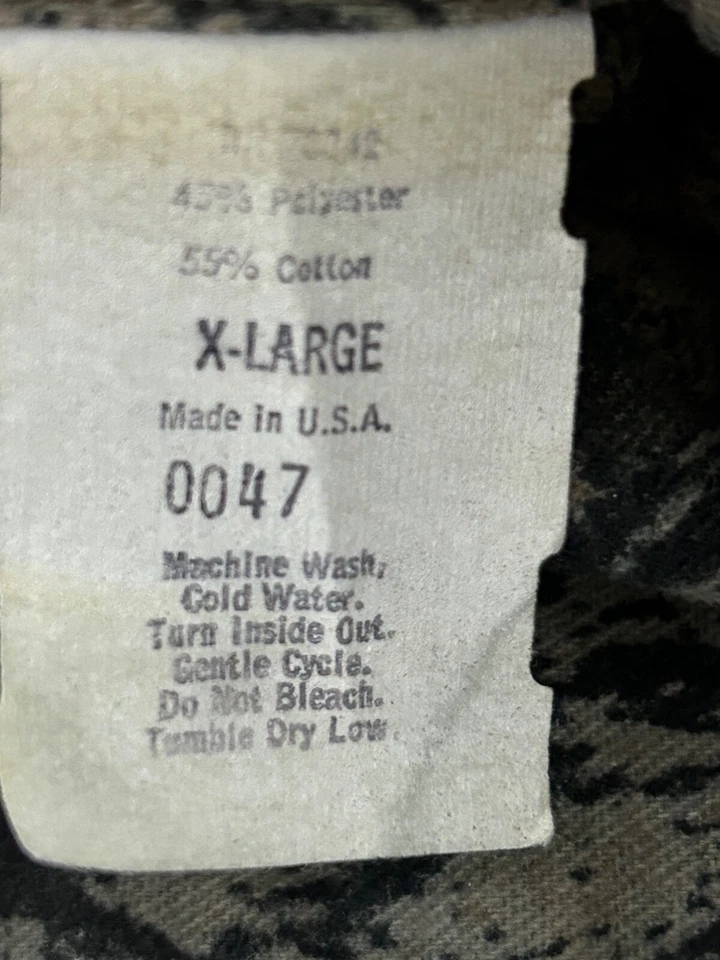 45% Polyester
55% Cotton
X-LARGE
Made in U.S.A.
0047
Machine Wash,
Cold Water.
Turn Inside Out.
Gentle Cycle.
Do Not Bleach.
Tumble Dry Low.